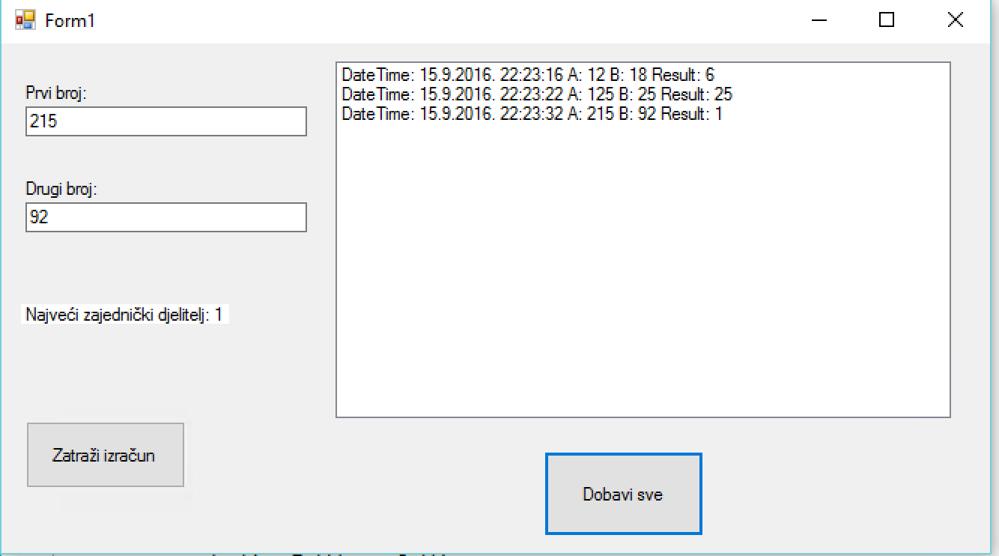 Form1
Prvi broj:
215
Drugi broj:
92
Najveći zajednički djelitelj: 1
Zatraži izračun
DateTime: 15.9.2016. 22:23:16 A: 12 B: 18 Result: 6
DateTime: 15.9.2016. 22:23:22 A: 125 B: 25 Result: 25
DateTime: 15.9.2016. 22:23:32 A: 215 B: 92 Result: 1
Dobavi sve